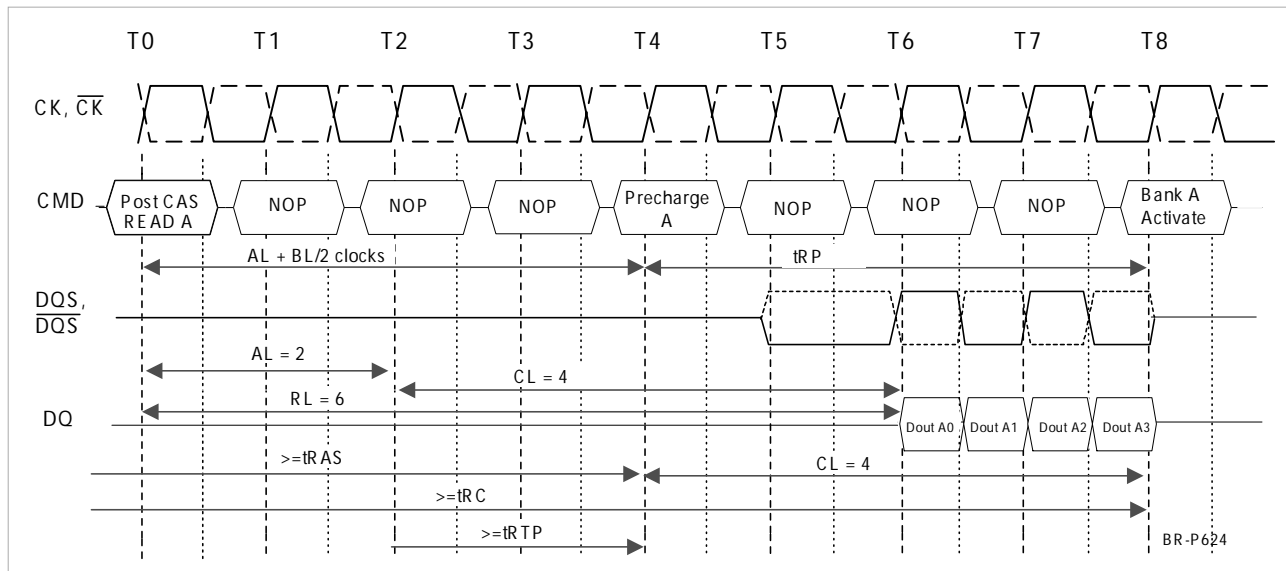 T0 T1 T2 T3 T4 T5 T6 T7 T8
CK, CK
CMD
Post CAS
READ A
NOP
NOP
NOP
Precharge
A
NOP
NOP
NOP
Bank A
Activate
AL + BL/2 clocks
tRP
DQS,
DQS
AL = 2
CL = 4
RL = 6
DQ
Dout A0 Dout A1 Dout A2 Dout A3
>=tRAS
CL = 4
>=tRC
>=tRTP
BR-P624